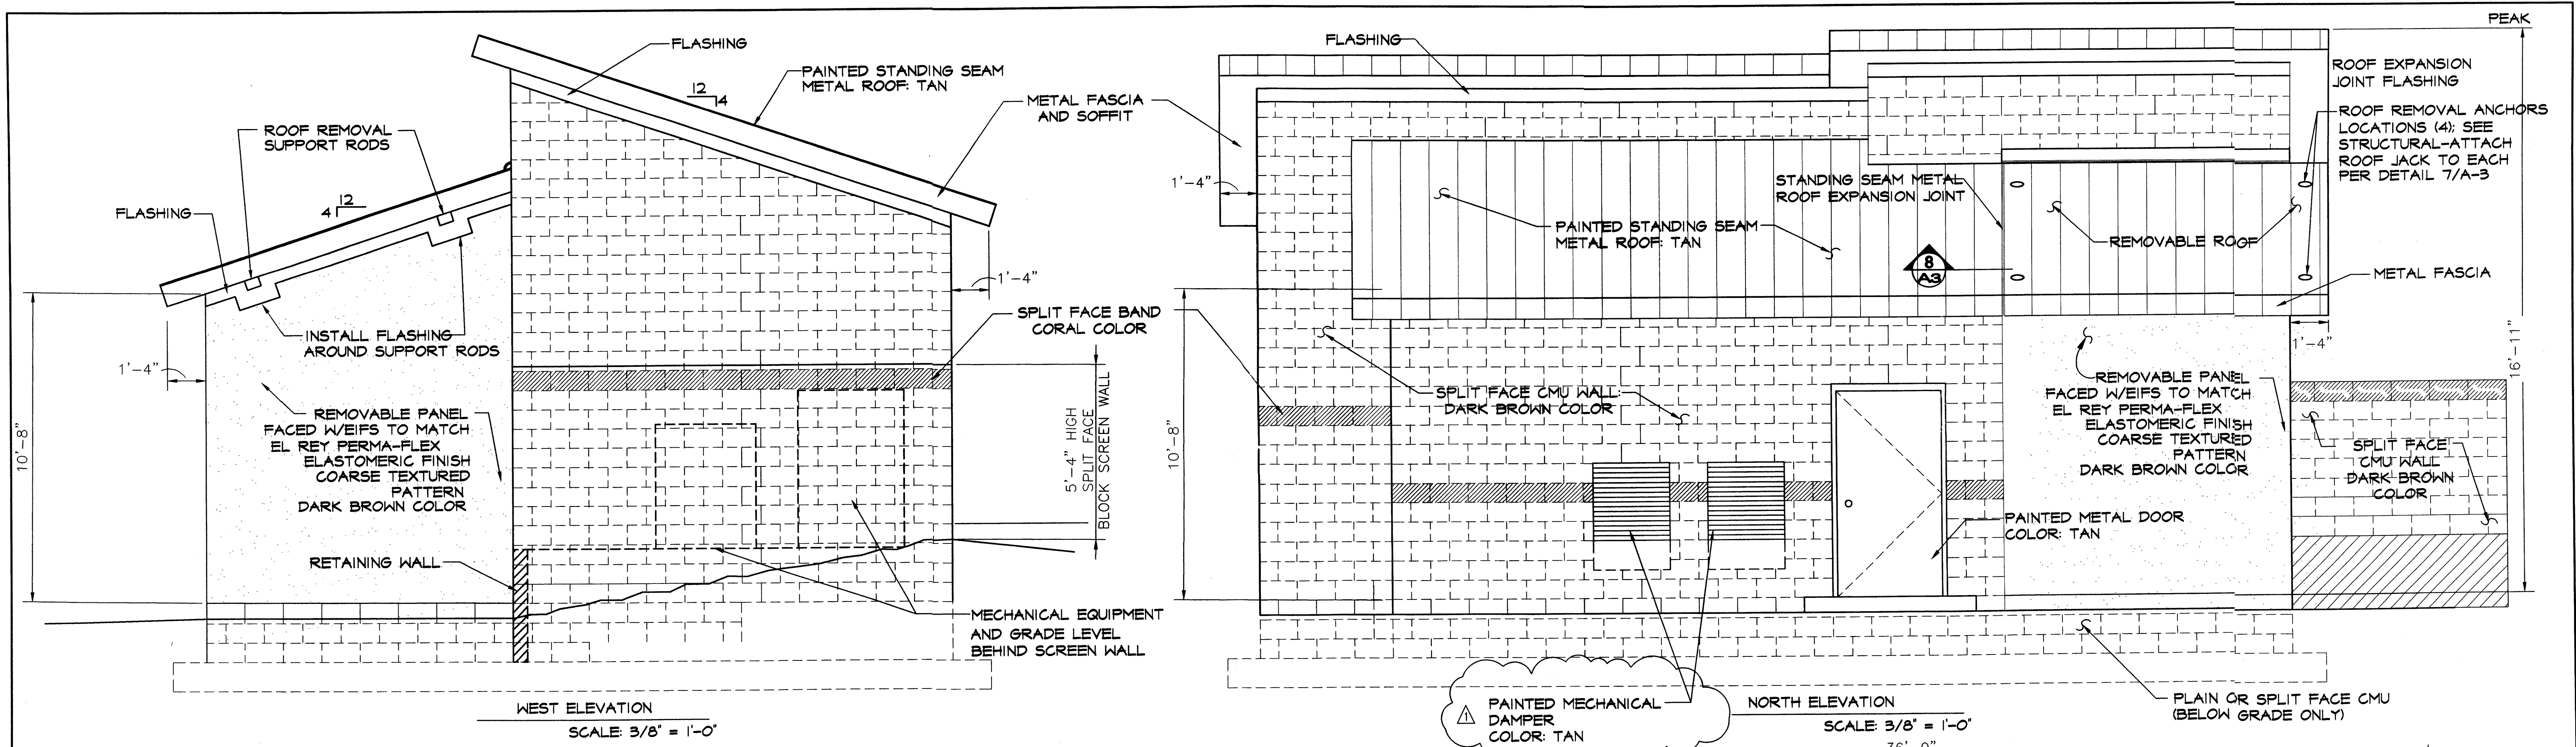 FLASHING
PAINTED STANDING SEAM
METAL ROOF: TAN
12
4
METAL FASCIA
AND SOFFIT
ROOF REMOVAL
SUPPORT RODS
12
4
FLASHING
1'-4"
INSTALL FLASHING
AROUND SUPPORT RODS
1'-4"
10'-8"
REMOVABLE PANEL
FACED W/EIFS TO MATCH
EL REY PERMA-FLEX
ELASTOMERIC FINISH
COARSE TEXTURED
PATTERN
DARK BROWN COLOR
SPLIT FACE BAND
CORAL COLOR
5'-4" HIGH
SPLIT FACE
BLOCK SCREEN WALL
RETAINING WALL
MECHANICAL EQUIPMENT
AND GRADE LEVEL
BEHIND SCREEN WALL
WEST ELEVATION
SCALE: 3/8" = 1'-0"
FLASHING
PEAK
ROOF EXPANSION
JOINT FLASHING
ROOF REMOVAL ANCHORS
LOCATIONS (4); SEE
STRUCTURAL-ATTACH
ROOF JACK TO EACH
PER DETAIL 7/A-3
1'-4"
STANDING SEAM METAL
ROOF EXPANSION JOINT
PAINTED STANDING SEAM
METAL ROOF: TAN
REMOVABLE ROOF
8
A3
METAL FASCIA
1'-4"
16'-11"
10'-8"
SPLIT FACE CMU WALL:
DARK BROWN COLOR
REMOVABLE PANEL
FACED W/EIFS TO MATCH
EL REY PERMA-FLEX
ELASTOMERIC FINISH
COARSE TEXTURED
PATTERN
DARK BROWN COLOR
SPLIT FACE
CMU WALL
DARK BROWN
COLOR
PAINTED METAL DOOR
COLOR: TAN
1
PAINTED MECHANICAL
DAMPER
COLOR: TAN
NORTH ELEVATION
SCALE: 3/8" = 1'-0"
PLAIN OR SPLIT FACE CMU
(BELOW GRADE ONLY)